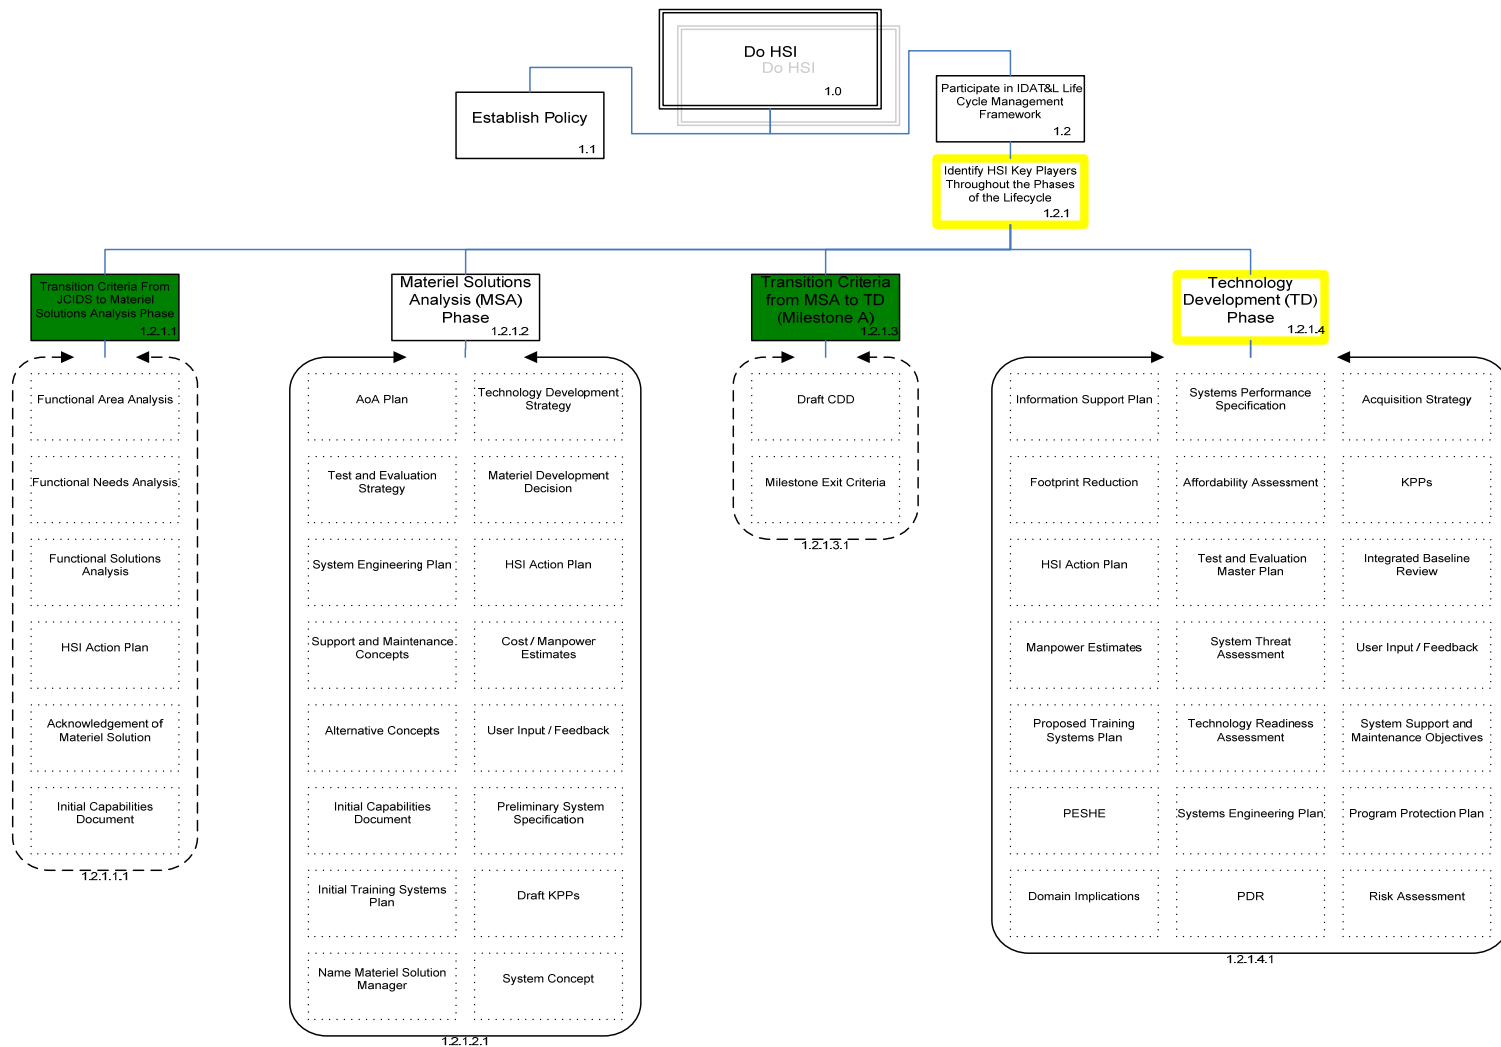 Do HSI
Do HSI
1.0
Establish Policy
1.1
Participate in IDAT&L Life
Cycle Management
Framework
1.2
Identify HSI Key Players
Throughout the Phases
of the Lifecycle
1.2.1
Transition Criteria From
JCIDS to Materiel
Solutions Analysis Phase
1.2.1.1
Materiel Solutions
Analysis (MSA)
Phase
1.2.1.2
Transition Criteria
from MSA to TD
(Milestone A)
1.2.1.3
Technology
Development (TD)
Phase
1.2.1.4
Functional Area Analysis
Functional Needs Analysis
Functional Solutions
Analysis
HSI Action Plan
Acknowledgement of
Materiel Solution
Initial Capabilities
Document
1.2.1.1.1
AoA Plan
Technology Development
Strategy
Test and Evaluation
Strategy
Materiel Development
Decision
System Engineering Plan
HSI Action Plan
Support and Maintenance
Concepts
Cost / Manpower
Estimates
Alternative Concepts
User Input / Feedback
Initial Capabilities
Document
Preliminary System
Specification
Initial Training Systems
Plan
Draft KPPs
Name Materiel Solution
Manager
System Concept
1.2.1.2.1
Draft CDD
Milestone Exit Criteria
1.2.1.3.1
Information Support Plan
Systems Performance
Specification
Acquisition Strategy
Footprint Reduction
Affordability Assessment
KPPs
HSI Action Plan
Test and Evaluation
Master Plan
Integrated Baseline
Review
Manpower Estimates
System Threat
Assessment
User Input / Feedback
Proposed Training
Systems Plan
Technology Readiness
Assessment
System Support and
Maintenance Objectives
PESHE
Systems Engineering Plan
Program Protection Plan
Domain Implications
PDR
Risk Assessment
1.2.1.4.1